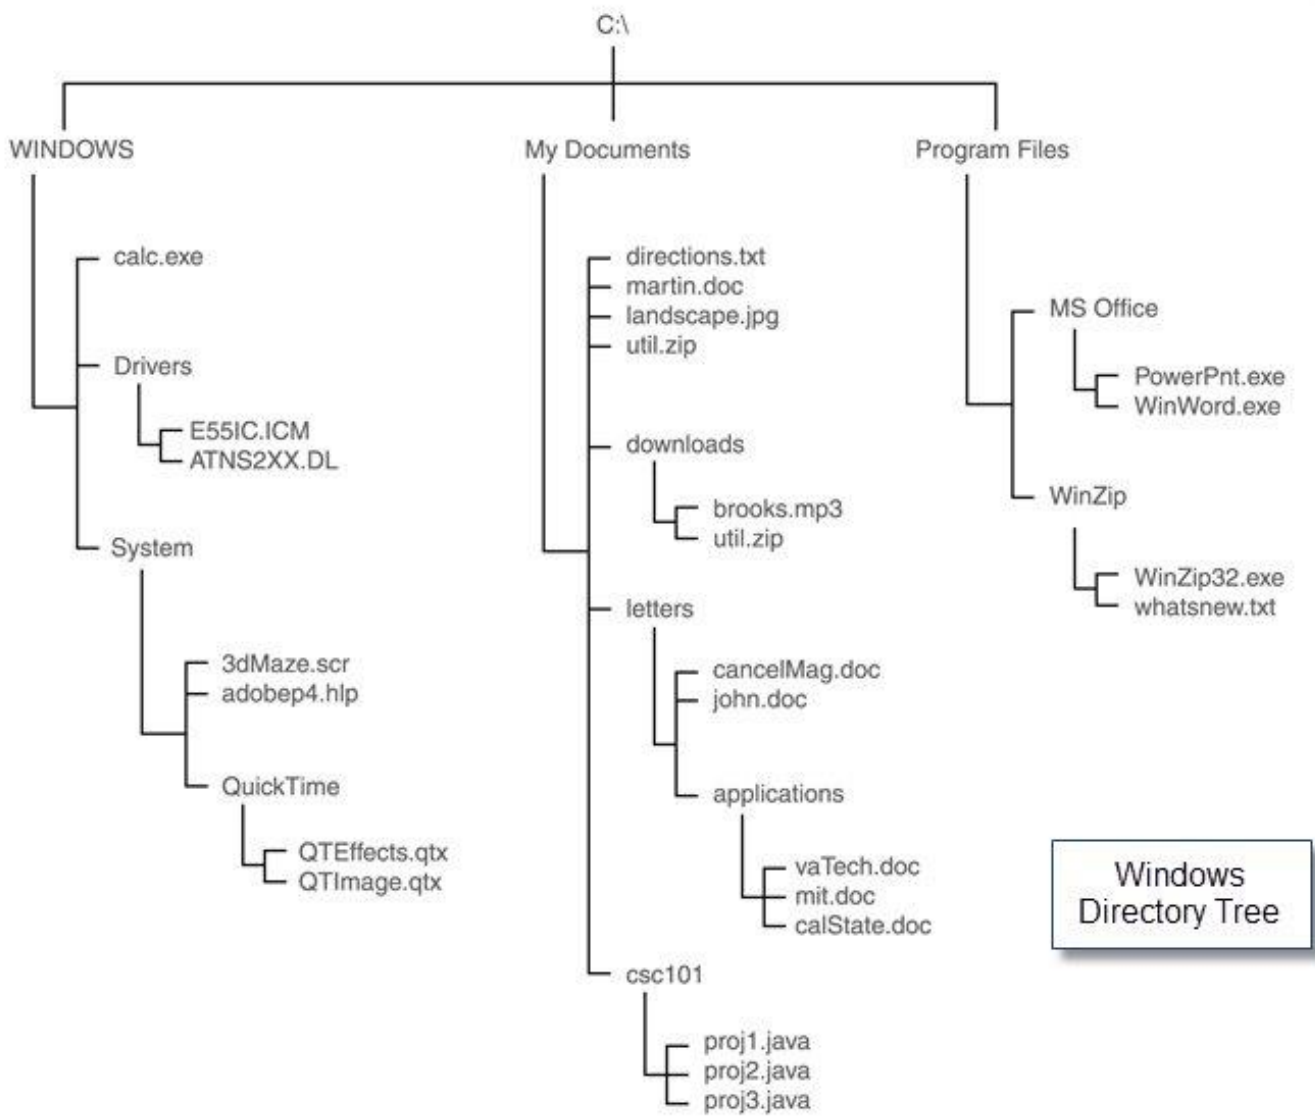 C:\
WINDOWS
calc.exe
Drivers
E55IC.ICM
ATNS2XX.DL
System
3dMaze.scr
adobep4.hlp
QuickTime
QTEffects.qtx
QTImage.qtx
My Documents
directions.txt
martin.doc
landscape.jpg
util.zip
downloads
brooks.mp3
util.zip
letters
cancelMag.doc
john.doc
applications
vaTech.doc
mit.doc
calState.doc
csc101
proj1.java
proj2.java
proj3.java
Program Files
MS Office
PowerPnt.exe
WinWord.exe
WinZip
WinZip32.exe
whatsnew.txt
Windows
Directory Tree